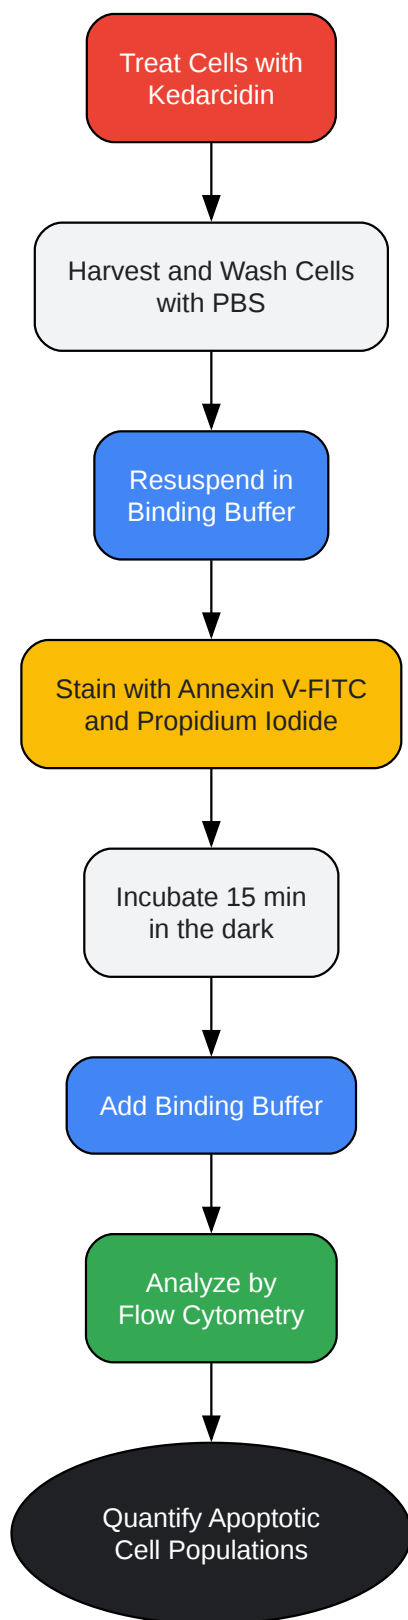 Treat Cells with
Kedarcidin
Harvest and Wash Cells
with PBS
Resuspend in
Binding Buffer
Stain with Annexin V-FITC
and Propidium Iodide
Incubate 15 min
in the dark
Add Binding Buffer
Analyze by
Flow Cytometry
Quantify Apoptotic
Cell Populations